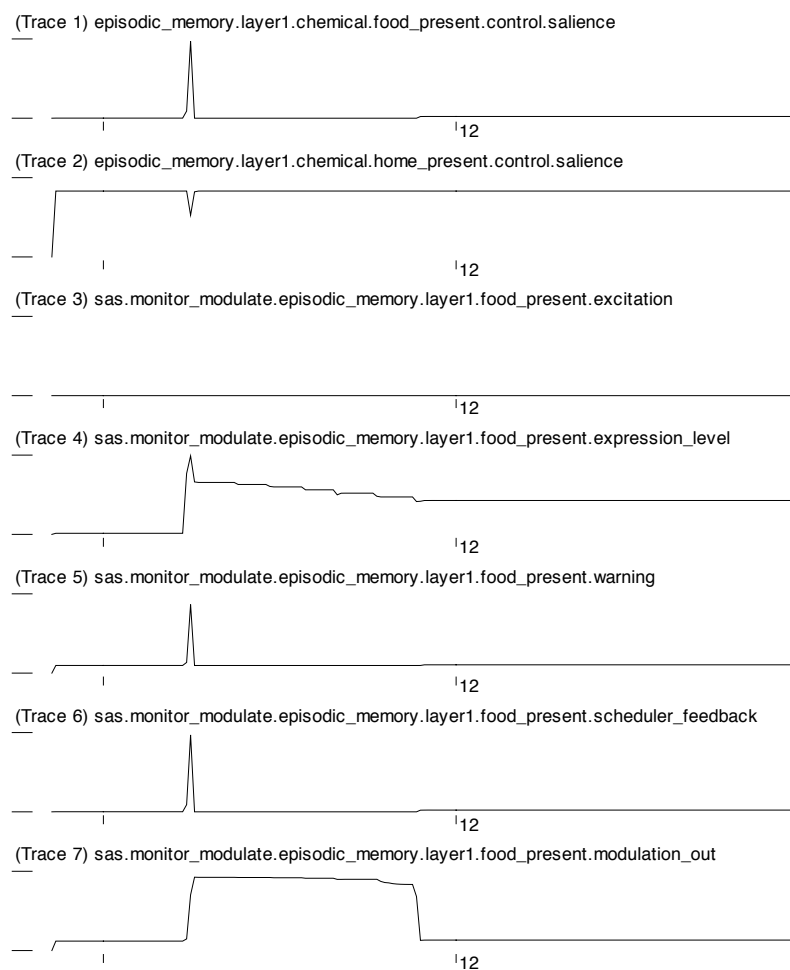 (Trace 1) episodic_memory.layer1.chemical.food_present.control.salience
12
(Trace 2) episodic_memory.layer1.chemical.home_present.control.salience
12
(Trace 3) sas.monitor_modulate.episodic_memory.layer1.food_present.excitation
12
(Trace 4) sas.monitor_modulate.episodic_memory.layer1.food_present.expression_level
12
(Trace 5) sas.monitor_modulate.episodic_memory.layer1.food_present.warning
12
(Trace 6) sas.monitor_modulate.episodic_memory.layer1.food_present.scheduler_feedback
12
(Trace 7) sas.monitor_modulate.episodic_memory.layer1.food_present.modulation_out
12